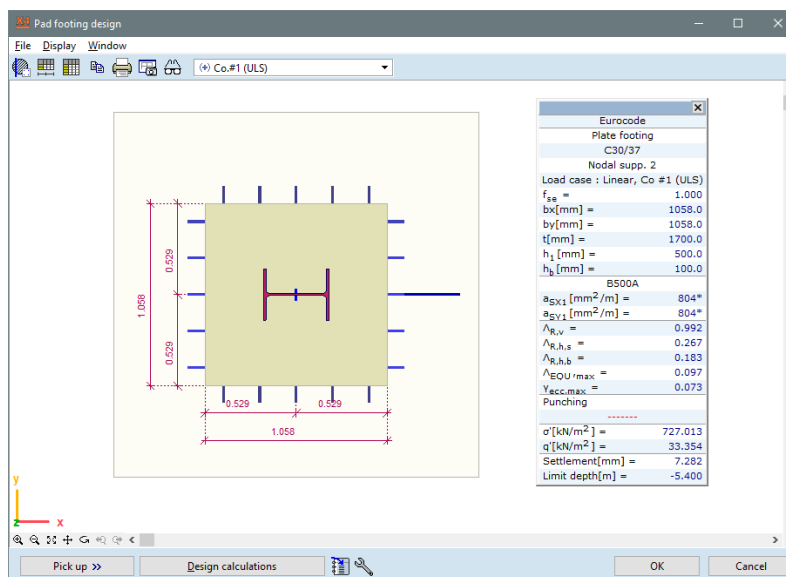 Pad footing design
File Display Window
(+) Co.#1 (ULS)
Eurocode
Plate footing
C30/37
Nodal supp. 2
Load case : Linear, Co #1 (ULS)
fse = 1.000
bx[mm] = 1058.0
by[mm] = 1058.0
t[mm] = 1700.0
h1 [mm] = 500.0
hb [mm] = 100.0
B500A
aSX1 [mm²/m] = 804*
aSY1 [mm²/m] = 804*
ΛR,v = 0.992
ΛR,h,s = 0.267
ΛR,h,b = 0.183
ΛEQU,max = 0.097
γecc,max = 0.073
Punching
-------
σ'[kN/m²] = 727.013
q'[kN/m²] = 33.354
Settlement[mm] = 7.282
Limit depth[m] = -5.400
0.529
1.058
0.529
0.529 0.529
1.058
y
z x
Pick up >> Design calculations OK Cancel